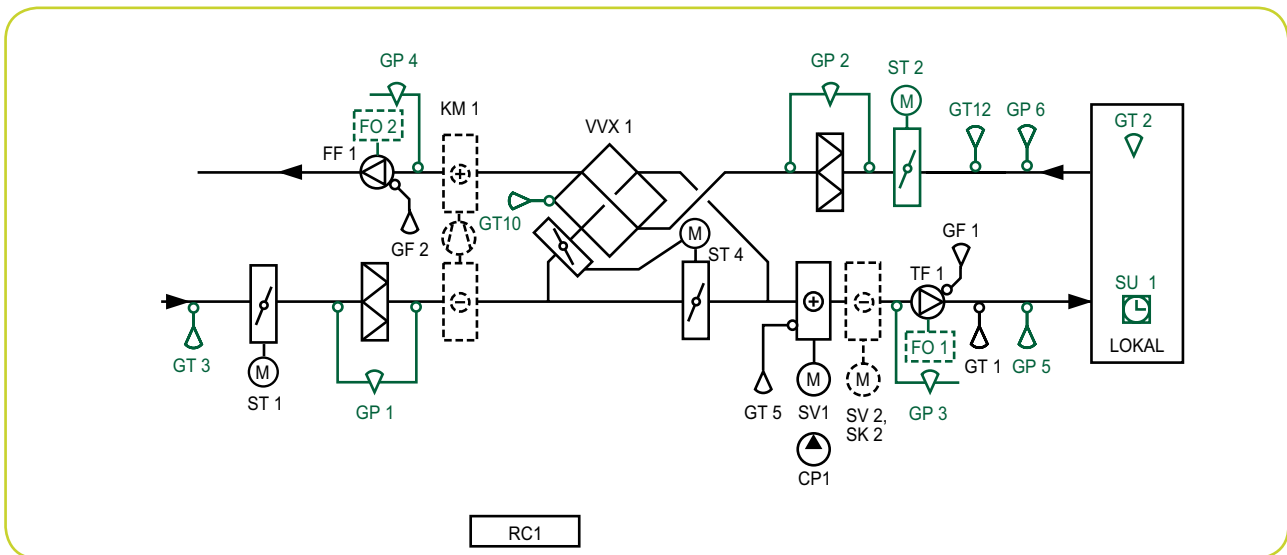 GP 4
KM 1
VVX 1
GP 2
ST 2
M
GT12
GP 6
GT 2
FO 2
FF 1
GT10
GF 2
M
ST 4
GF 1
TF 1
SU 1
LOKAL
GT 3
M
ST 1
GP 1
GT 5
M
SV1
M
SV 2,
SK 2
FO 1
GP 3
GT 1
GP 5
CP1
RC1